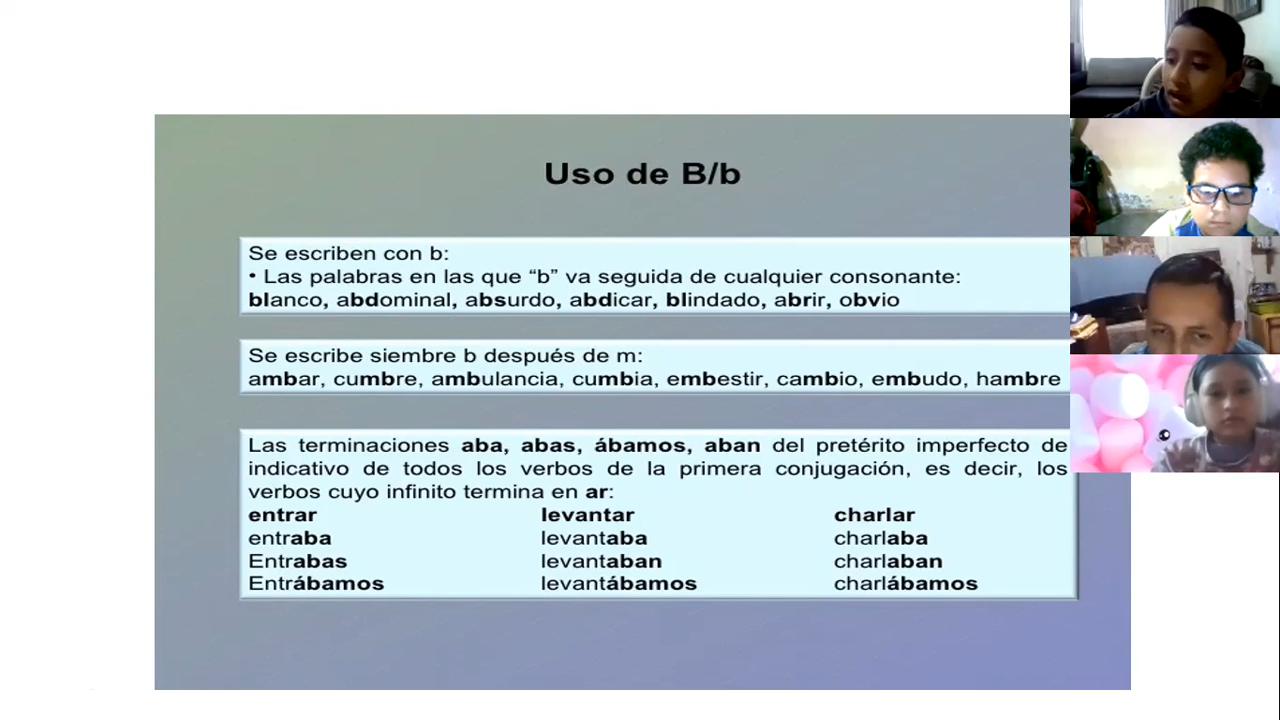 Uso de B/b
Se escriben con b:
• Las palabras en las que “b” va seguida de cualquier consonante:
blanco, abdominal, absurdo, abdicar, blindado, abrir, obvio
Se escribe siembre b después de m:
ambar, cumbre, ambulancia, cumbia, embestir, cambio, embudo, hambre
Las terminaciones aba, abas, ábamos, aban del pretérito imperfecto de
indicativo de todos los verbos de la primera conjugación, es decir, los
verbos cuyo infinito termina en ar:
entrar levantar charlar
entraba levantaba charlaba
Entrabas levantaban charlaban
Entrábamos levantábamos charlábamos